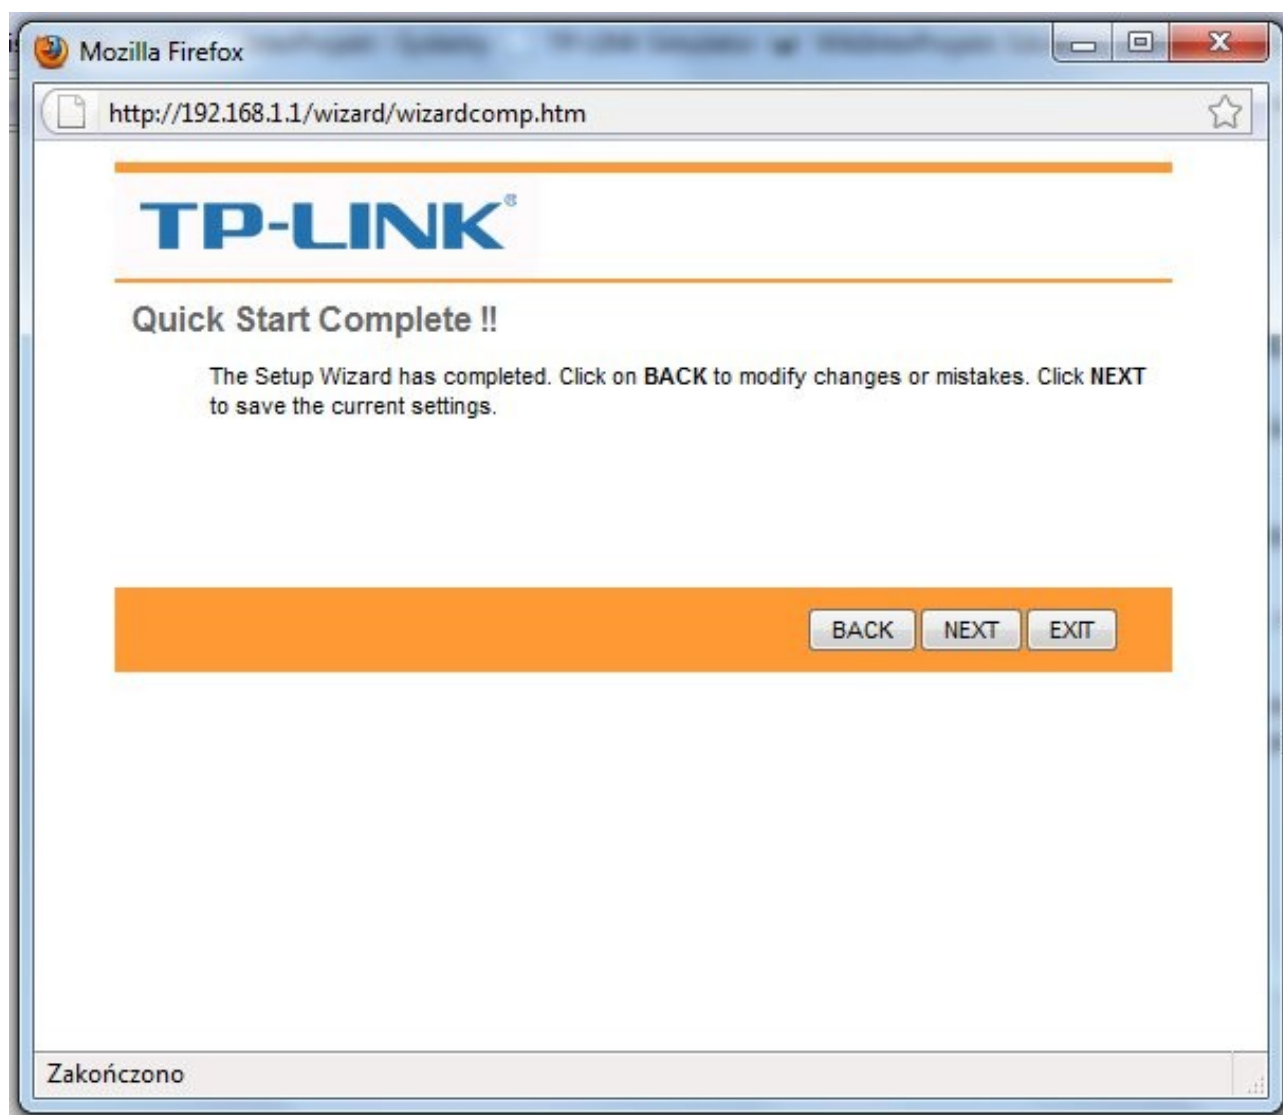 Mozilla Firefox
http://192.168.1.1/wizard/wizardcomp.htm
TP-LINK®
Quick Start Complete !!
The Setup Wizard has completed. Click on BACK to modify changes or mistakes. Click NEXT
to save the current settings.
BACK NEXT EXIT
Zakończono